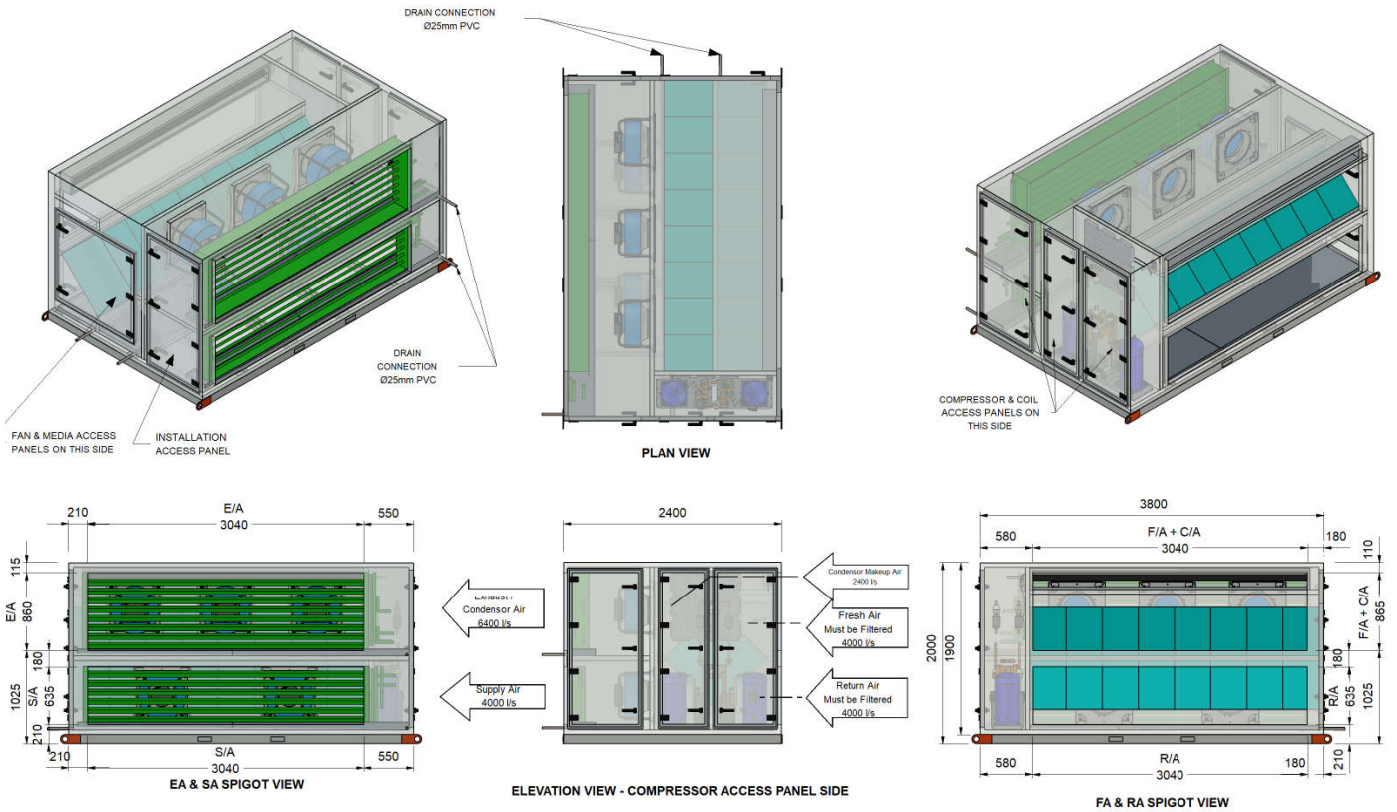 DRAIN CONNECTION
Ø25mm PVC
DRAIN
CONNECTION
Ø25mm PVC
FAN & MEDIA ACCESS
PANELS ON THIS SIDE
INSTALLATION
ACCESS PANEL
PLAN VIEW
COMPRESSOR & COIL
ACCESS PANELS ON
THIS SIDE
E/A
210
3040
550
115
E/A
860
180
1025
S/A
635
210
S/A
210
3040
550
EA & SA SPIGOT VIEW
Condensor Air
6400 l/s
Supply Air
4000 l/s
2400
Condensor Makeup Air
2400 l/s
Fresh Air
Must be Filtered
4000 l/s
Return Air
Must be Filtered
4000 l/s
ELEVATION VIEW - COMPRESSOR ACCESS PANEL SIDE
3800
F/A + C/A
580
3040
180
110
F/A + C/A
865
2000
1900
180
R/A
635
1025
210
R/A
580
3040
180
FA & RA SPIGOT VIEW